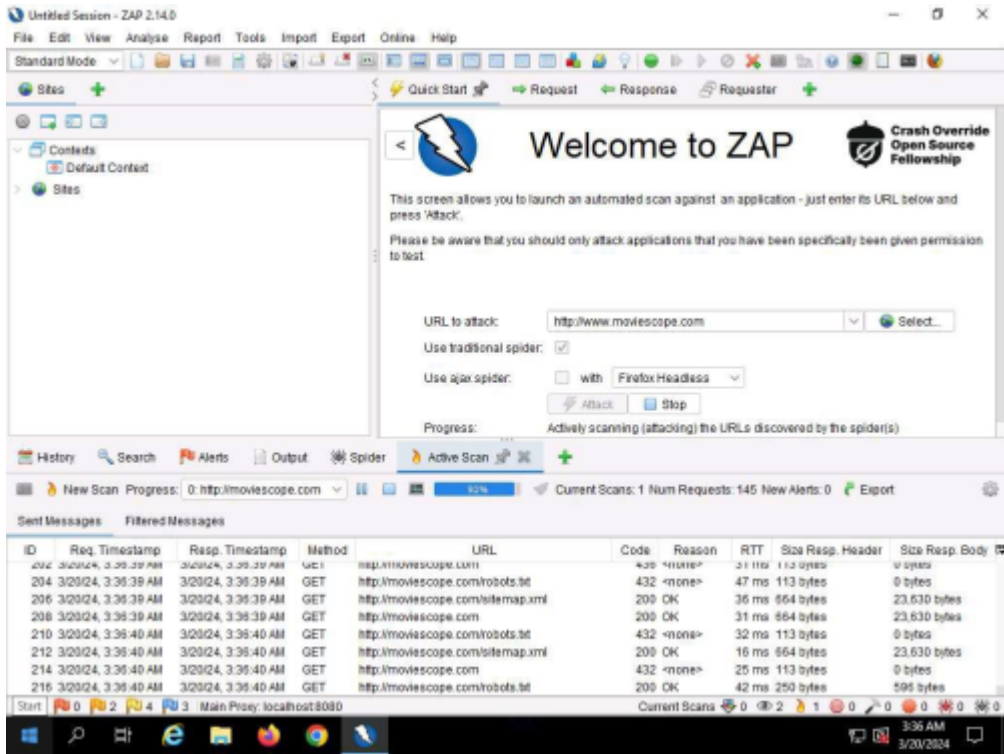 Untitled Session - ZAP 2.14.0
File Edit View Analyse Report Tools Import Export Online Help
Standard Mode
Sites
Quick Start Request Response Requester
Contexts
Default Context
Sites
<
Welcome to ZAP
Crash Override
Open Source
Fellowship
This screen allows you to launch an automated scan against an application - just enter its URL below and
press 'Attack'.
Please be aware that you should only attack applications that you have been specifically been given permission
to test.
URL to attack: http://www.moviescope.com Select...
Use traditional spider:
Use ajax spider: with Firefox Headless
Attack Stop
Progress: Actively scanning (attacking) the URLs discovered by the spider(s)
History Search Alerts Output Spider Active Scan
New Scan Progress: 0: http://moviescope.com Current Scans: 1 Num Requests: 145 New Alerts: 0 Export
Sent Messages Filtered Messages
ID Req. Timestamp Resp. Timestamp Method URL Code Reason RTT Size Resp. Header Size Resp. Body
204 3/20/24, 3:36:39 AM 3/20/24, 3:36:39 AM GET http://moviescope.com/robots.txt 432 <none> 47 ms 113 bytes 0 bytes
206 3/20/24, 3:36:39 AM 3/20/24, 3:36:39 AM GET http://moviescope.com/sitemap.xml 200 OK 36 ms 664 bytes 23,630 bytes
208 3/20/24, 3:36:39 AM 3/20/24, 3:36:39 AM GET http://moviescope.com 200 OK 31 ms 664 bytes 23,630 bytes
210 3/20/24, 3:36:40 AM 3/20/24, 3:36:40 AM GET http://moviescope.com/robots.txt 432 <none> 32 ms 113 bytes 0 bytes
212 3/20/24, 3:36:40 AM 3/20/24, 3:36:40 AM GET http://moviescope.com/sitemap.xml 200 OK 16 ms 664 bytes 23,630 bytes
214 3/20/24, 3:36:40 AM 3/20/24, 3:36:40 AM GET http://moviescope.com 432 <none> 25 ms 113 bytes 0 bytes
216 3/20/24, 3:36:40 AM 3/20/24, 3:36:40 AM GET http://moviescope.com/robots.txt 200 OK 42 ms 250 bytes 595 bytes
Start 0 2 4 3 Main Proxy: localhost:8080 Current Scans 0 2 1 0 0 0 0 0
3:36 AM
3/20/2024